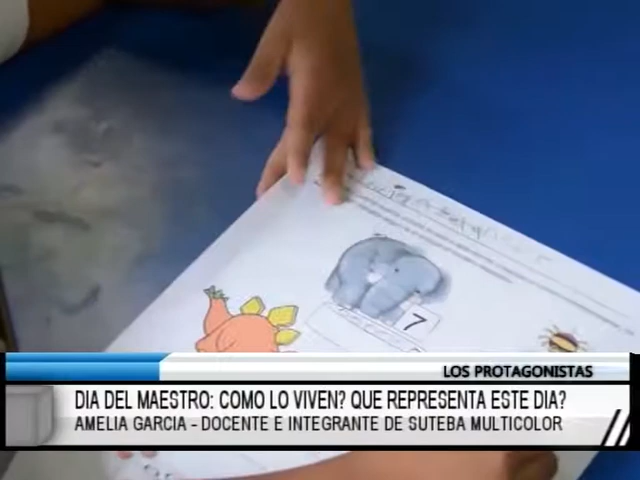 7
LOS PROTAGONISTAS
DIA DEL MAESTRO: COMO LO VIVEN? QUE REPRESENTA ESTE DIA?
AMELIA GARCIA - DOCENTE E INTEGRANTE DE SUTEBA MULTICOLOR